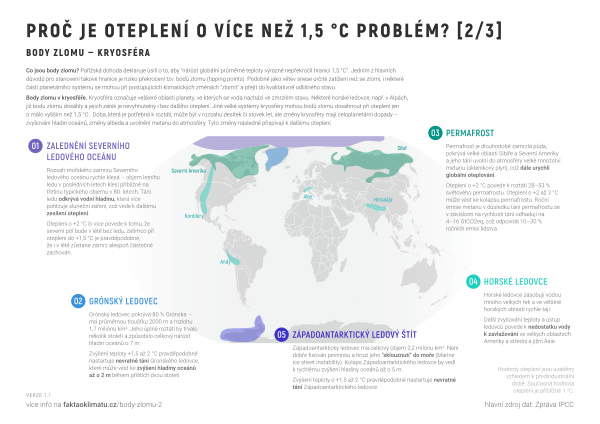 PROČ JE OTEPLENÍ O VÍCE NEŽ 1,5 °C PROBLÉM? [2/3]
BODY ZLOMU – KRYOSFÉRA
Co jsou body zlomu? Pařížská dohoda deklaruje úsilí o to, aby "nárůst globální průměrné teploty výrazně nepřekročil hranici 1,5 °C". Jedním z hlavních
důvodů pro stanovení takové hranice je riziko překročení tzv. bodů zlomu (tipping points). Podobně jako větev unese určité zatížení než se zlomí, i některé
části planetárního systému se mohou při postupujících klimatických změnách "zlomit" a přejít do kvalitativně odlišného stavu.
Body zlomu v kryosféře. Kryosféra označuje veškeré oblasti planety, ve kterých se voda nachází ve zmrzlém stavu. Některé horské ledovce, např. v Alpách,
již bodu zlomu dosáhly a jejich zánik je nevyhnutelný i bez dalšího oteplení. Jiné velké systémy kryosféry mohou bodu zlomu dosáhnout při oteplení jen
o málo vyšším než 1,5 °C. Doba, která je potřebná k roztátí, může být v rozsahu desítek či stovek let, ale změny kryosféry mají celoplanetární dopady –
zvyšování hladin oceánů, změny albeda a uvolnění metanu do atmosféry. Tyto změny následně přispívají k dalšímu oteplení.
01 ZALEDNĚNÍ SEVERNÍHO
LEDOVÉHO OCEÁNU
Rozsah mořského zámrzu Severního
ledového oceánu rychle klesá – objem letního
ledu v posledních letech klesl přibližně na
třetinu typického objemu v 80. letech. Tání
ledu odkrývá vodní hladinu, která více
pohlcuje sluneční záření, což vede k dalšímu
zesílení oteplení.
Oteplení o +2 °C či více povede k tomu, že
severní pól bude v létě bez ledu, zatímco při
oteplení do +1,5 °C je pravděpodobné,
že i v létě zůstane zámrz alespoň částečně
zachován.
Severní Amerika
Kordillery
Andy
Alpy
Himálaje
Sibiř
03 PERMAFROST
Permafrost je dlouhodobě zamrzlá půda,
pokrývá velké oblasti Sibiře a Severní Ameriky
a jeho tání uvolní do atmosféry velké množství
metanu (skleníkový plyn), což dále urychlí
globální oteplování.
Oteplení o +2 °C povede k roztátí 28–53 %
světového permafrostu. Oteplení o +2 až 3 °C
může vést ke kolapsu permafrostu. Roční
emise metanu v důsledku tání permafrostu se
v závislosti na rychlosti tání odhadují na
4–16 GtCO2eq, což odpovídá 10–30 %
ročních emisí lidstva.
02 GRÓNSKÝ LEDOVEC
Grónský ledovec pokrývá 80 % Grónska –
má průměrnou tloušťku 2000 m a rozlohu
1,7 milionu km². Jeho úplné roztátí by trvalo
několik století a způsobilo celkový nárůst
hladin oceánů o 7 m.
Zvýšení teploty +1,5 až 2 °C pravděpodobně
nastartuje nevratné tání Grónského ledovce,
které může vést ke zvýšení hladiny oceánů
až o 2 m během příštích dvou století.
05 ZÁPADOANTARKTICKÝ LEDOVÝ ŠTÍT
Západoantarktický ledovec má celkový objem 2,2 milionu km³. Není
dobře fixován pevninou a hrozí jeho "sklouznutí" do moře (Marine
ice sheet instability). Kolaps Západoantarktického ledovce by vedl
k rychlému zvýšení hladiny oceánů až o 5 m.
Zvýšení teploty o +1,5 až 2 °C pravděpodobně nastartuje nevratné
tání Západoantarktického ledovce.
04 HORSKÉ LEDOVCE
Horské ledovce zásobují vodou
mnoho velkých řek a ve většině
horských oblastí rychle tají.
Další zvyšování teploty a ústup
ledovců povede k nedostatku vody
k zavlažování ve velkých oblastech
Ameriky a střední a jižní Asie.
Hodnoty oteplení jsou uváděny
vzhledem k předindustriální
době. Současná hodnota
oteplení je přibližně 1 °C.
VERZE 1.1
více info na faktaoklimatu.cz/body-zlomu-2
hlavní zdroj dat: Zpráva IPCC